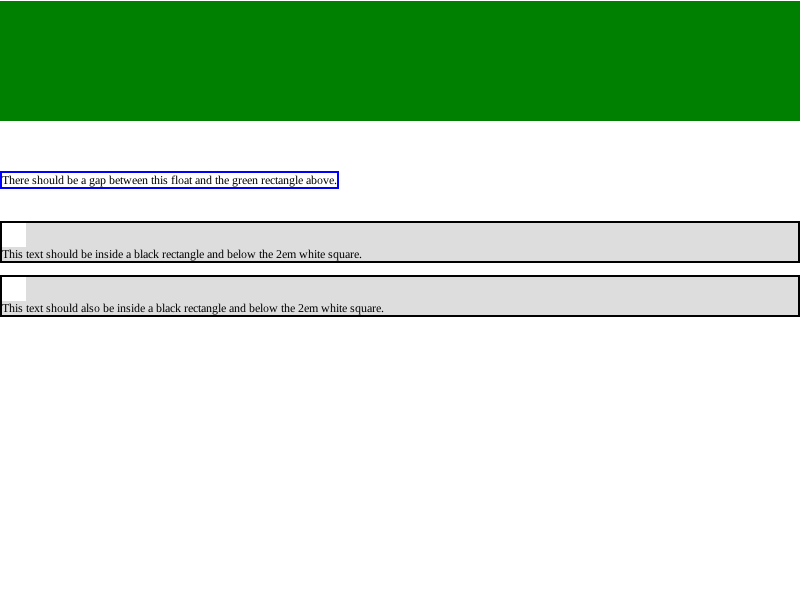 There should be a gap between this float and the green rectangle above.
This text should be inside a black rectangle and below the 2em white square.
This text should also be inside a black rectangle and below the 2em white square.